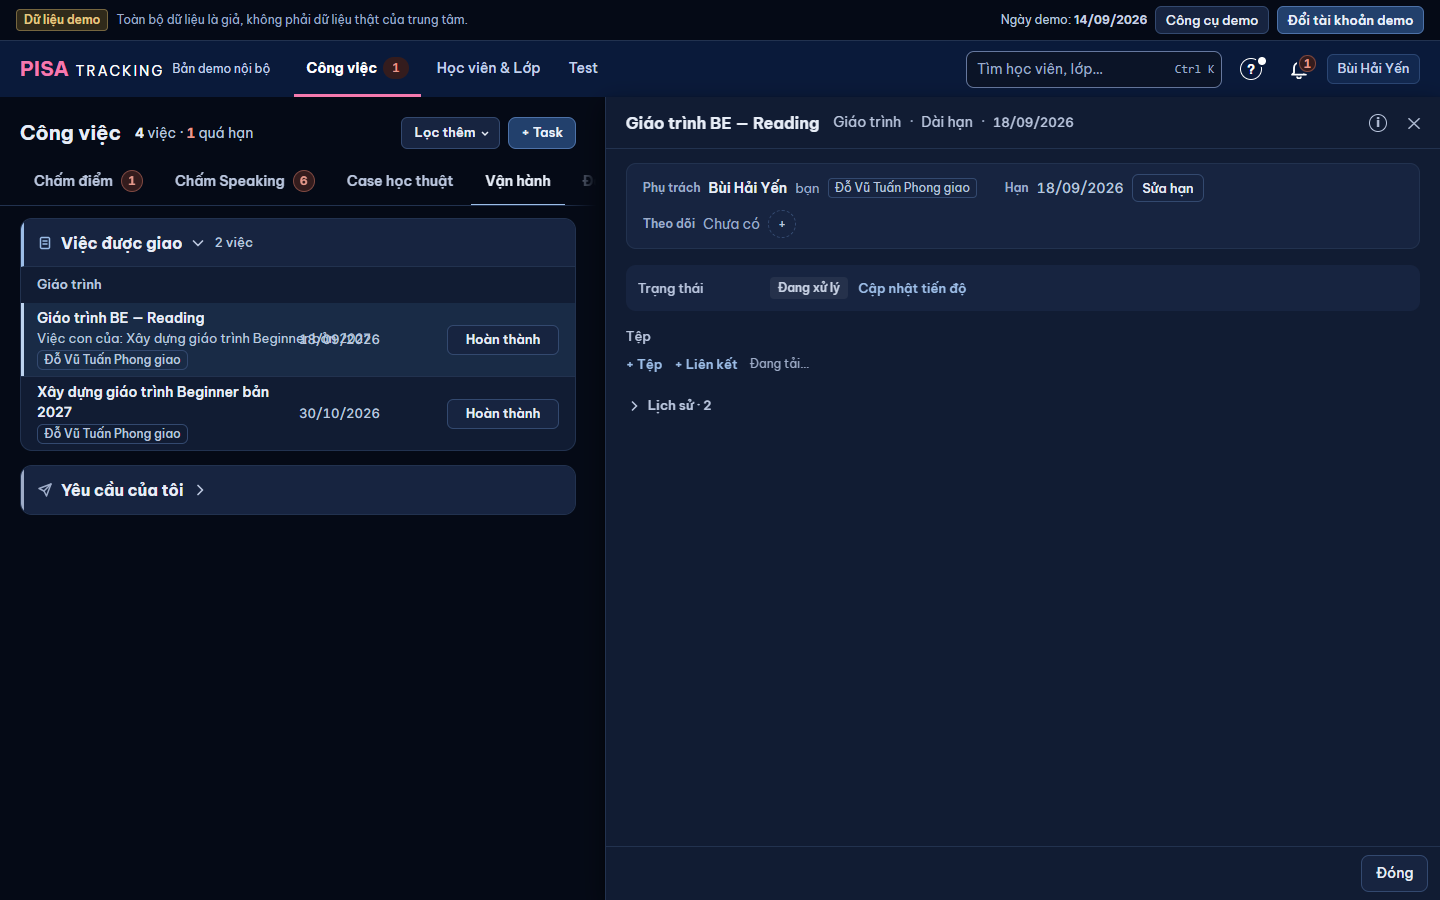 Dữ liệu demo Toàn bộ dữ liệu là giả, không phải dữ liệu thật của trung tâm. Ngày demo: 14/09/2026 Công cụ demo Đổi tài khoản demo
PISA TRACKING Bản demo nội bộ Công việc 1 Học viên & Lớp Test Tìm học viên, lớp... Ctrl K ? 1 Bùi Hải Yến
Công việc 4 việc · 1 quá hạn Lọc thêm + Task
Chấm điểm 1 Chấm Speaking 6 Case học thuật Vận hành
Việc được giao 2 việc
Giáo trình
Giáo trình BE — Reading
Việc con của: Xây dựng giáo trình Beginner bản 2027 18/09/2026 Hoàn thành
Đỗ Vũ Tuấn Phong giao
Xây dựng giáo trình Beginner bản
2027 30/10/2026 Hoàn thành
Đỗ Vũ Tuấn Phong giao
Yêu cầu của tôi
Giáo trình BE — Reading Giáo trình · Dài hạn · 18/09/2026
Phụ trách Bùi Hải Yến bạn Đỗ Vũ Tuấn Phong giao Hạn 18/09/2026 Sửa hạn
Theo dõi Chưa có +
Trạng thái Đang xử lý Cập nhật tiến độ
Tệp
+ Tệp + Liên kết Đang tải...
Lịch sử · 2
Đóng